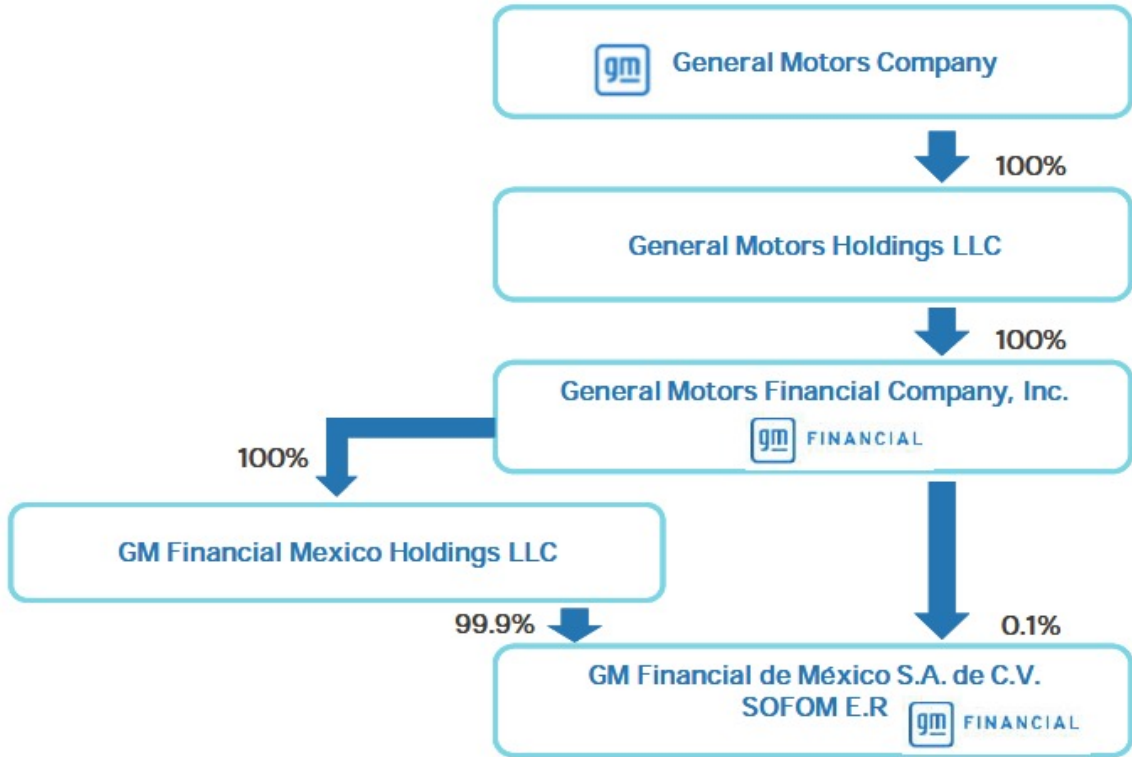 gm General Motors Company
100%
General Motors Holdings LLC
100%
General Motors Financial Company, Inc.
gm FINANCIAL
100%
GM Financial Mexico Holdings LLC
99.9%
0.1%
GM Financial de México S.A. de C.V.
SOFOM E.R
gm FINANCIAL